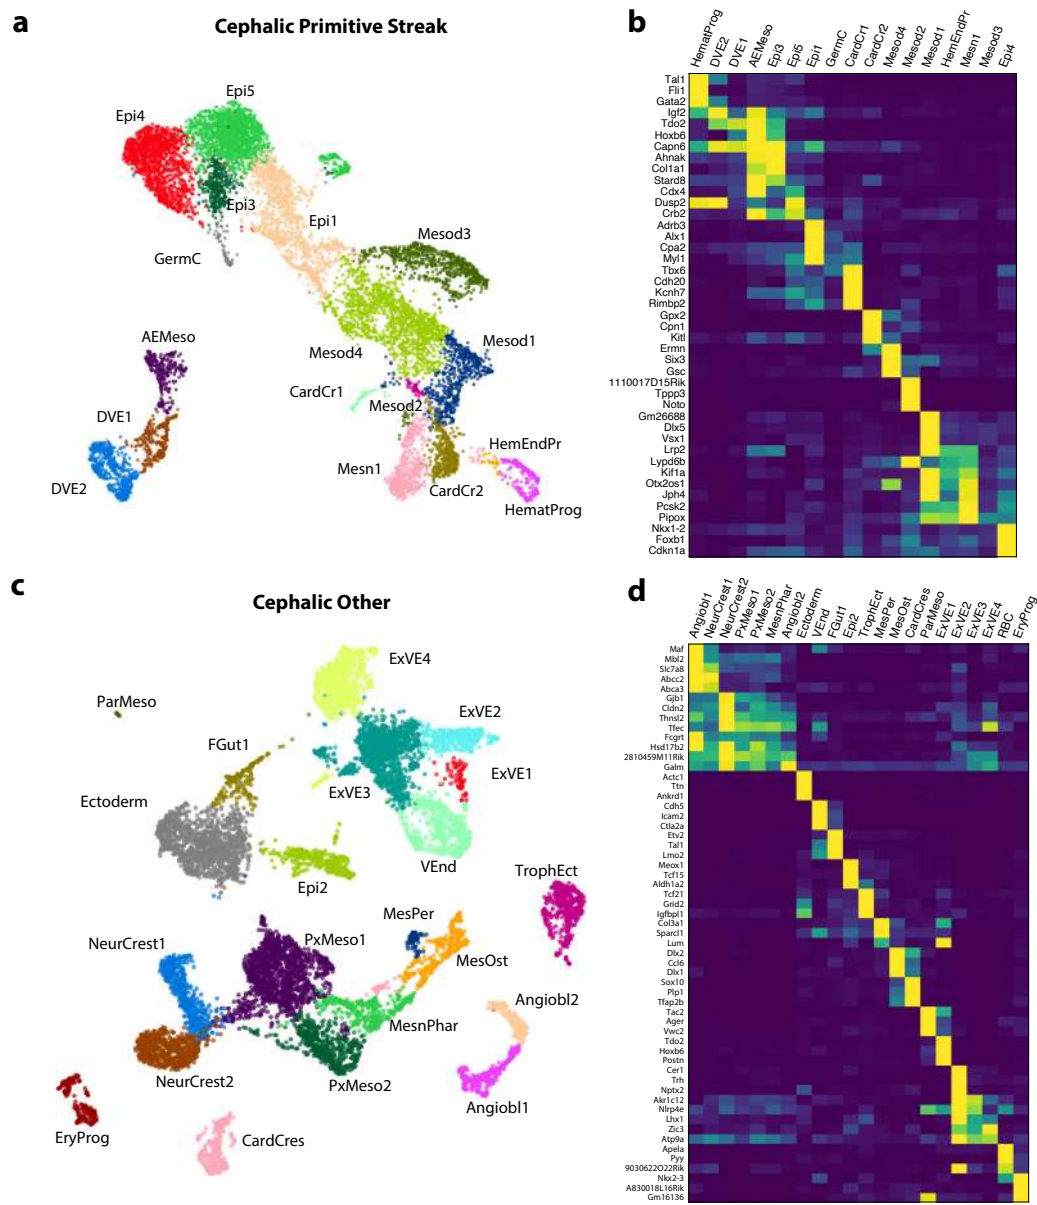 a
Cephalic Primitive Streak
Epi4
Epi5
Epi3
Epi1
GermC
Mesod3
AEMeso
Mesod4
Mesod1
CardCr1
Mesod2
DVE1
HemEndPr
Mesn1
DVE2
CardCr2
HematProg
b
HematProg
DVE2
DVE1
AEMeso
Epi3
Epi5
Epi1
GermC
CardCr1
CardCr2
Mesod4
Mesod2
Mesod1
HemEndPr
Mesn1
Mesod3
Epi4
Tal1
Fli1
Gata2
Igf2
Tdo2
Hoxb6
Capn6
Ahnak
Col1a1
Stard8
Cdx4
Dusp2
Crb2
Adrb3
Alx1
Cpa2
Myl1
Tbx6
Cdh20
Kcnh7
Rimbp2
Gpx2
Cpn1
Kitl
Ermn
Six3
Gsc
1110017D15Rik
Tppp3
Noto
Gm26688
Dlx5
Vsx1
Lrp2
Lypd6b
Kif1a
Otx2os1
Jph4
Pcsk2
Pipox
Nkx1-2
Foxb1
Cdkn1a
c
Cephalic Other
ExVE4
ParMeso
ExVE2
FGut1
ExVE1
ExVE3
Ectoderm
VEnd
Epi2
TrophEct
MesPer
NeurCrest1
PxMeso1
MesOst
Angiobl2
MesnPhar
NeurCrest2
PxMeso2
Angiobl1
EryProg
CardCres
d
Angiobl1
NeurCrest1
NeurCrest2
PxMeso1
PxMeso2
MesnPhar
Angiobl2
Ectoderm
VEnd
FGut1
Epi2
TrophEct
MesPer
MesOst
CardCres
ParMeso
ExVE1
ExVE2
ExVE3
ExVE4
RBC
EryProg
Maf
Mbl2
Slc7a8
Abcc2
Abca3
Gjb1
Cldn2
Thnsl2
Tfec
Fcgrt
Hsd17b2
2810459M11Rik
Galm
Actc1
Ttn
Ankrd1
Cdh5
Icam2
Ctla2a
Etv2
Tal1
Lmo2
Meox1
Tcf15
Aldh1a2
Tcf21
Grid2
Igfbpl1
Col3a1
Sparcl1
Lum
Dlx2
Ccl6
Dlx1
Sox10
Plp1
Tfap2b
Tac2
Ager
Vwc2
Tdo2
Hoxb6
Postn
Cer1
Trh
Nptx2
Akr1c12
Nlrp4e
Lhx1
Zic3
Atp9a
Apela
Pyy
9030622O22Rik
Nkx2-3
A830018L16Rik
Gm16136